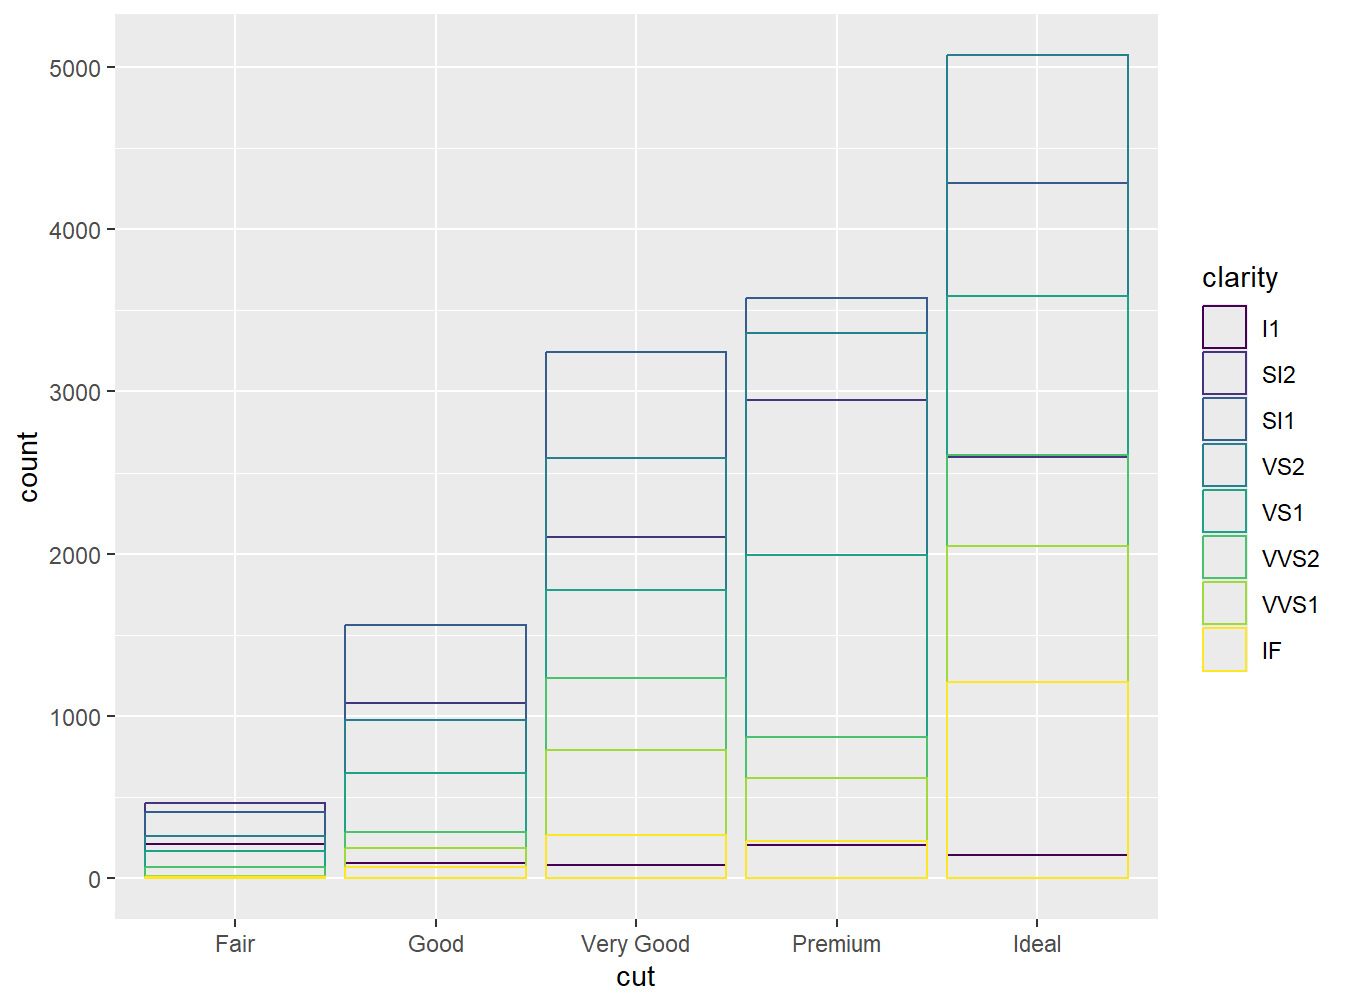 5000
4000
3000
2000
1000
0
count
Fair Good Very Good Premium Ideal
cut
clarity
I1
SI2
SI1
VS2
VS1
VVS2
VVS1
IF